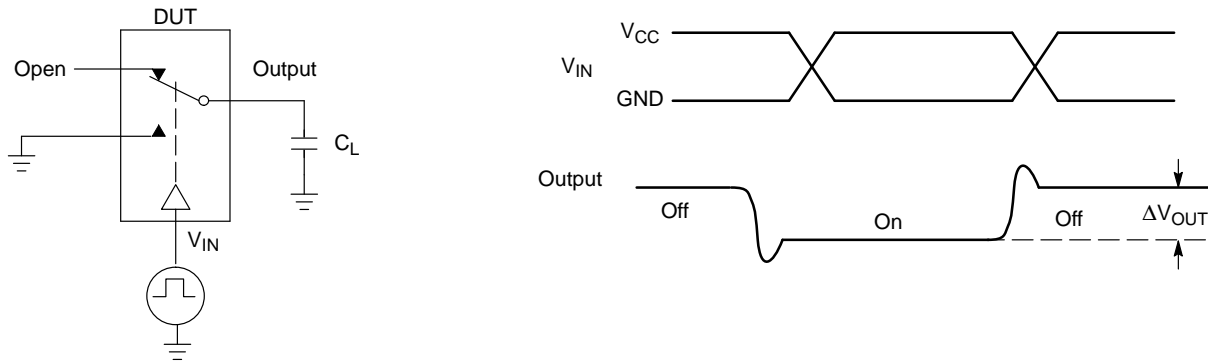 DUT
Open
Output
C_L
V_IN
V_CC
V_IN
GND
Output
Off
On
Off
ΔV_OUT